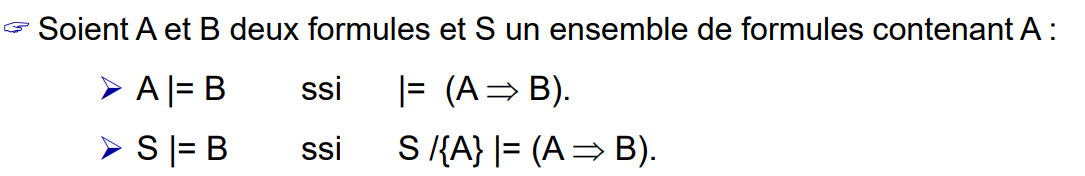 ☞ Soient A et B deux formules et S un ensemble de formules contenant A :
➢ A |= B ssi |= (A ⇒ B).
➢ S |= B ssi S /{A} |= (A ⇒ B).